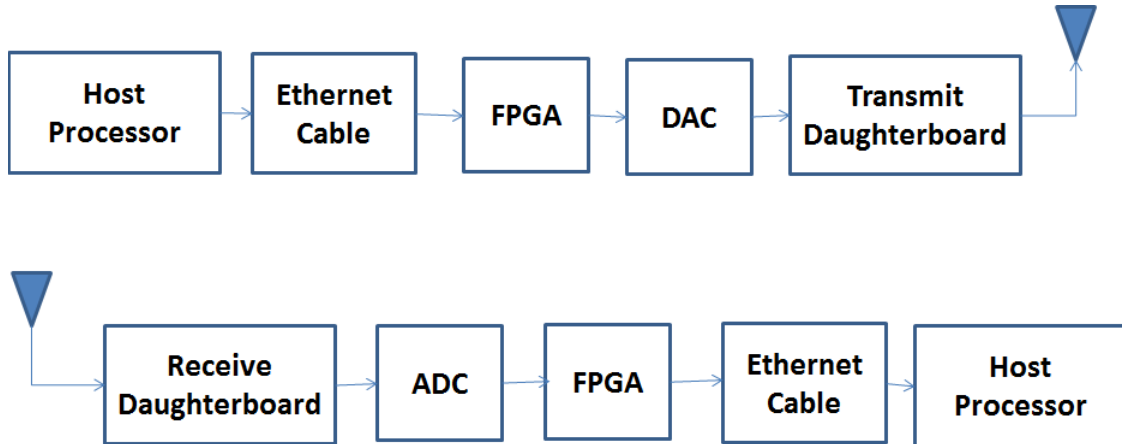 Host
Processor
Ethernet
Cable
FPGA
DAC
Transmit
Daughterboard
Receive
Daughterboard
ADC
FPGA
Ethernet
Cable
Host
Processor